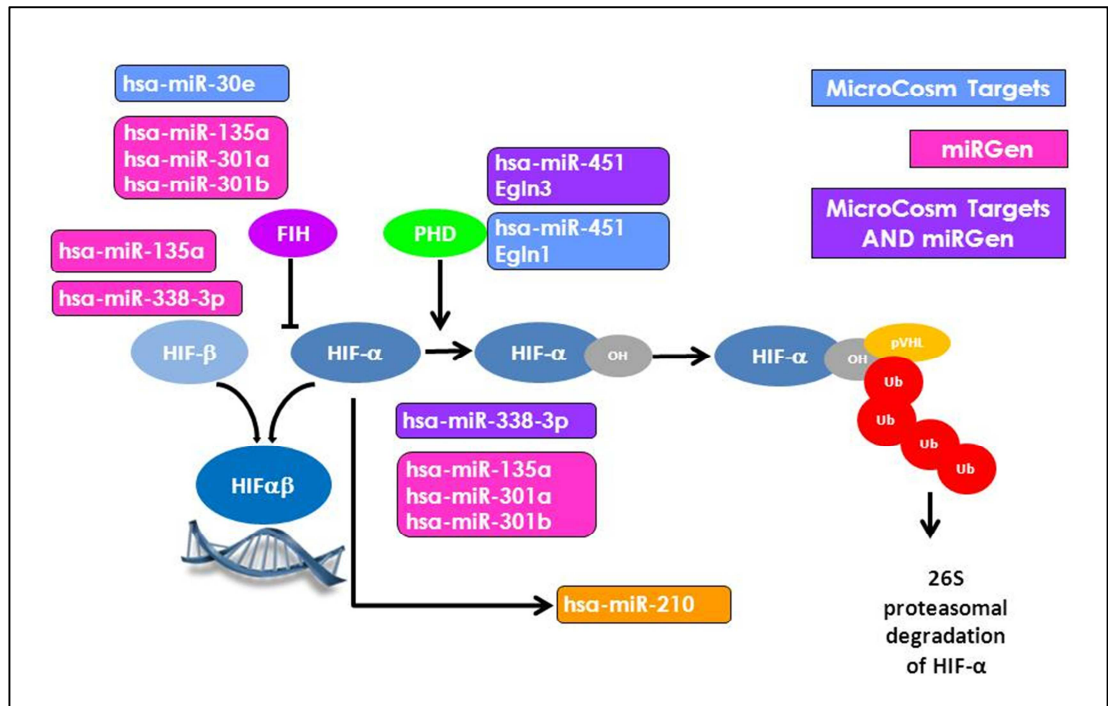 hsa-miR-30e
hsa-miR-135a
hsa-miR-301a
hsa-miR-301b
MicroCosm Targets
miRGen
MicroCosm Targets
AND miRGen
hsa-miR-451
Egln3
hsa-miR-451
Egln1
FIH
PHD
hsa-miR-135a
hsa-miR-338-3p
HIF-β
HIF-α
HIF-α
OH
HIF-α
OH
pVHL
Ub
Ub
Ub
Ub
hsa-miR-338-3p
hsa-miR-135a
hsa-miR-301a
hsa-miR-301b
HIFαβ
hsa-miR-210
26S
proteasomal
degradation
of HIF-α